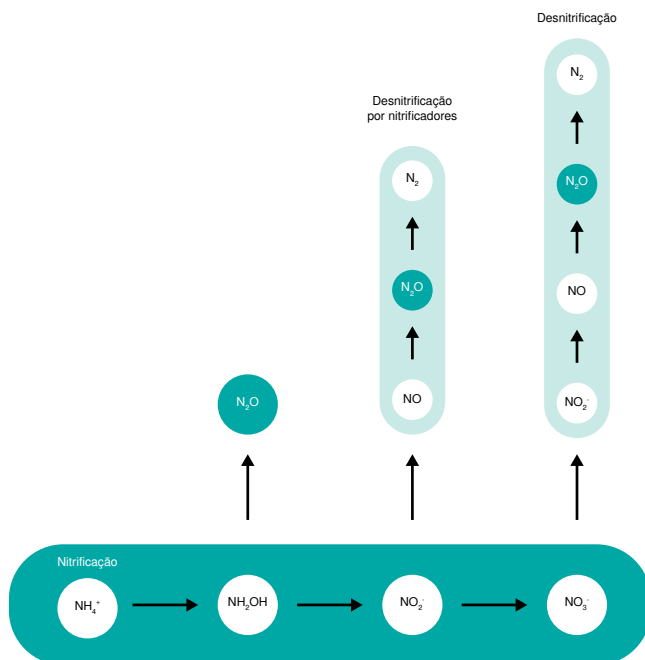 Desnitrificação
N₂
N₂O
NO
NO₂⁻
Desnitrificação
por nitrificadores
N₂
N₂O
NO
N₂O
Nitrificação
NH₄⁺
NH₂OH
NO₂⁻
NO₃⁻